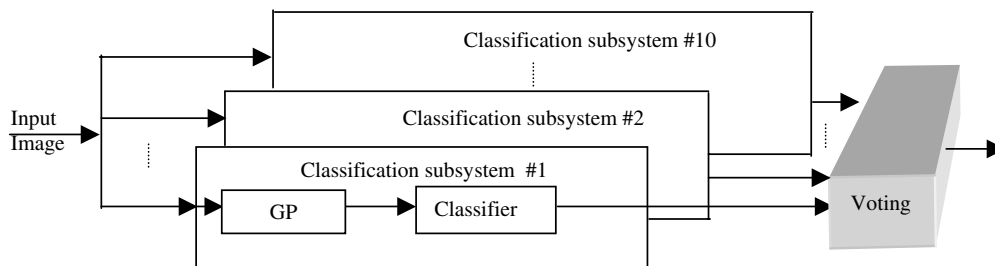 Classification subsystem #10
Input
Image
Classification subsystem #2
Classification subsystem #1
GP
Classifier
Voting